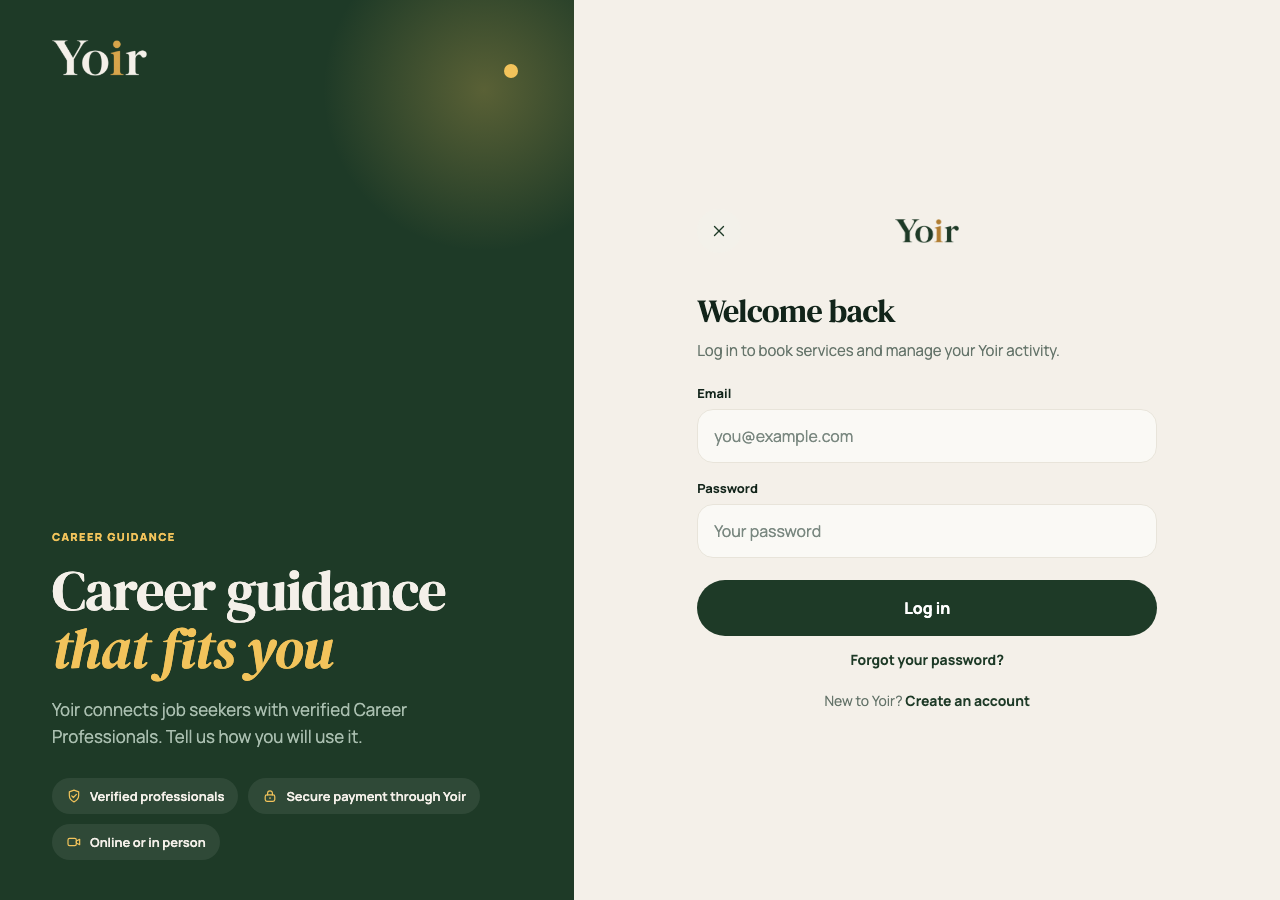 Yoir
CAREER GUIDANCE
Career guidance
that fits you
Yoir connects job seekers with verified Career
Professionals. Tell us how you will use it.
Verified professionals
Secure payment through Yoir
Online or in person
Yoir
Welcome back
Log in to book services and manage your Yoir activity.
Email
you@example.com
Password
Your password
Log in
Forgot your password?
New to Yoir? Create an account